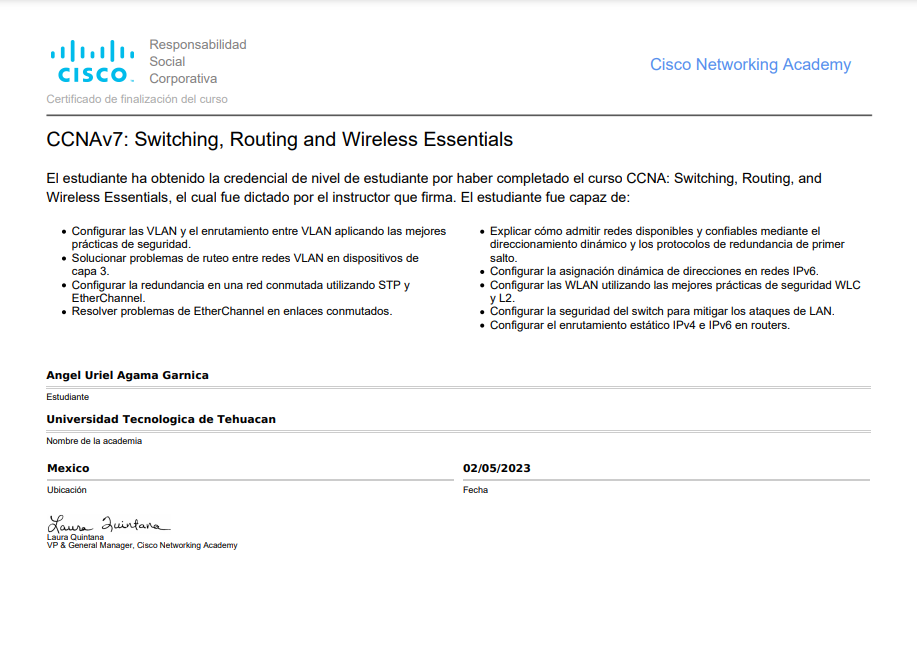 CISCO
Responsabilidad
Social
Corporativa
Cisco Networking Academy
Certificado de finalización del curso
CCNAv7: Switching, Routing and Wireless Essentials
El estudiante ha obtenido la credencial de nivel de estudiante por haber completado el curso CCNA: Switching, Routing, and
Wireless Essentials, el cual fue dictado por el instructor que firma. El estudiante fue capaz de:
• Configurar las VLAN y el enrutamiento entre VLAN aplicando las mejores
prácticas de seguridad.
• Solucionar problemas de ruteo entre redes VLAN en dispositivos de
capa 3.
• Configurar la redundancia en una red conmutada utilizando STP y
EtherChannel.
• Resolver problemas de EtherChannel en enlaces conmutados.
• Explicar cómo admitir redes disponibles y confiables mediante el
direccionamiento dinámico y los protocolos de redundancia de primer
salto.
• Configurar la asignación dinámica de direcciones en redes IPv6.
• Configurar las WLAN utilizando las mejores prácticas de seguridad WLC
y L2.
• Configurar la seguridad del switch para mitigar los ataques de LAN.
• Configurar el enrutamiento estático IPv4 e IPv6 en routers.
Angel Uriel Agama Garnica
Estudiante
Universidad Tecnologica de Tehuacan
Nombre de la academia
Mexico
Ubicación
02/05/2023
Fecha
Laura Quintana
Laura Quintana
VP & General Manager, Cisco Networking Academy